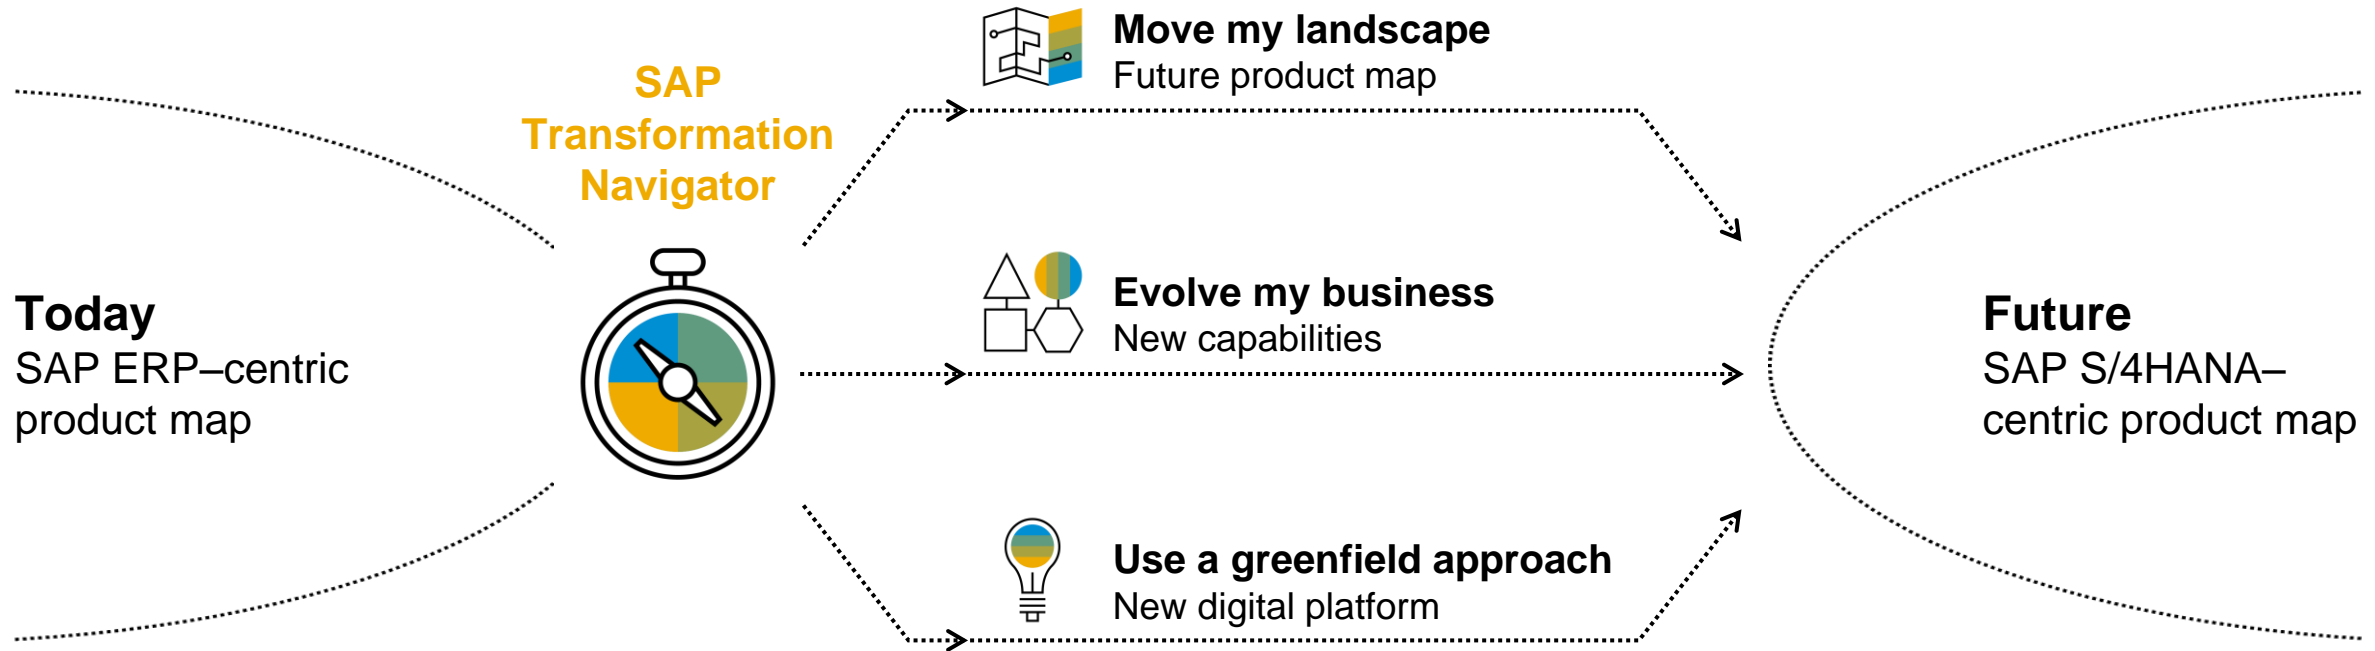 Today
SAP ERP–centric
product map
SAP
Transformation
Navigator
Move my landscape
Future product map
Evolve my business
New capabilities
Use a greenfield approach
New digital platform
Future
SAP S/4HANA–
centric product map